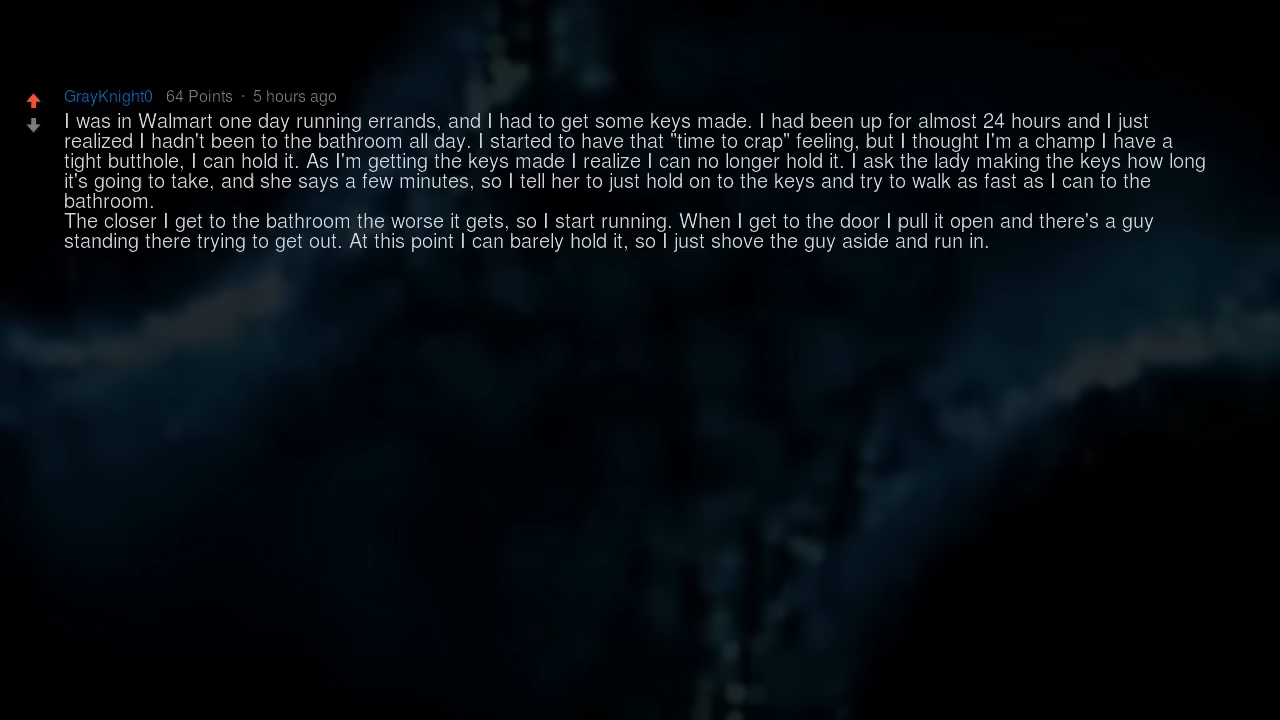 GrayKnight0 64 Points · 5 hours ago
I was in Walmart one day running errands, and I had to get some keys made. I had been up for almost 24 hours and I just
realized I hadn't been to the bathroom all day. I started to have that "time to crap" feeling, but I thought I'm a champ I have a
tight butthole, I can hold it. As I'm getting the keys made I realize I can no longer hold it. I ask the lady making the keys how long
it's going to take, and she says a few minutes, so I tell her to just hold on to the keys and try to walk as fast as I can to the
bathroom.
The closer I get to the bathroom the worse it gets, so I start running. When I get to the door I pull it open and there's a guy
standing there trying to get out. At this point I can barely hold it, so I just shove the guy aside and run in.